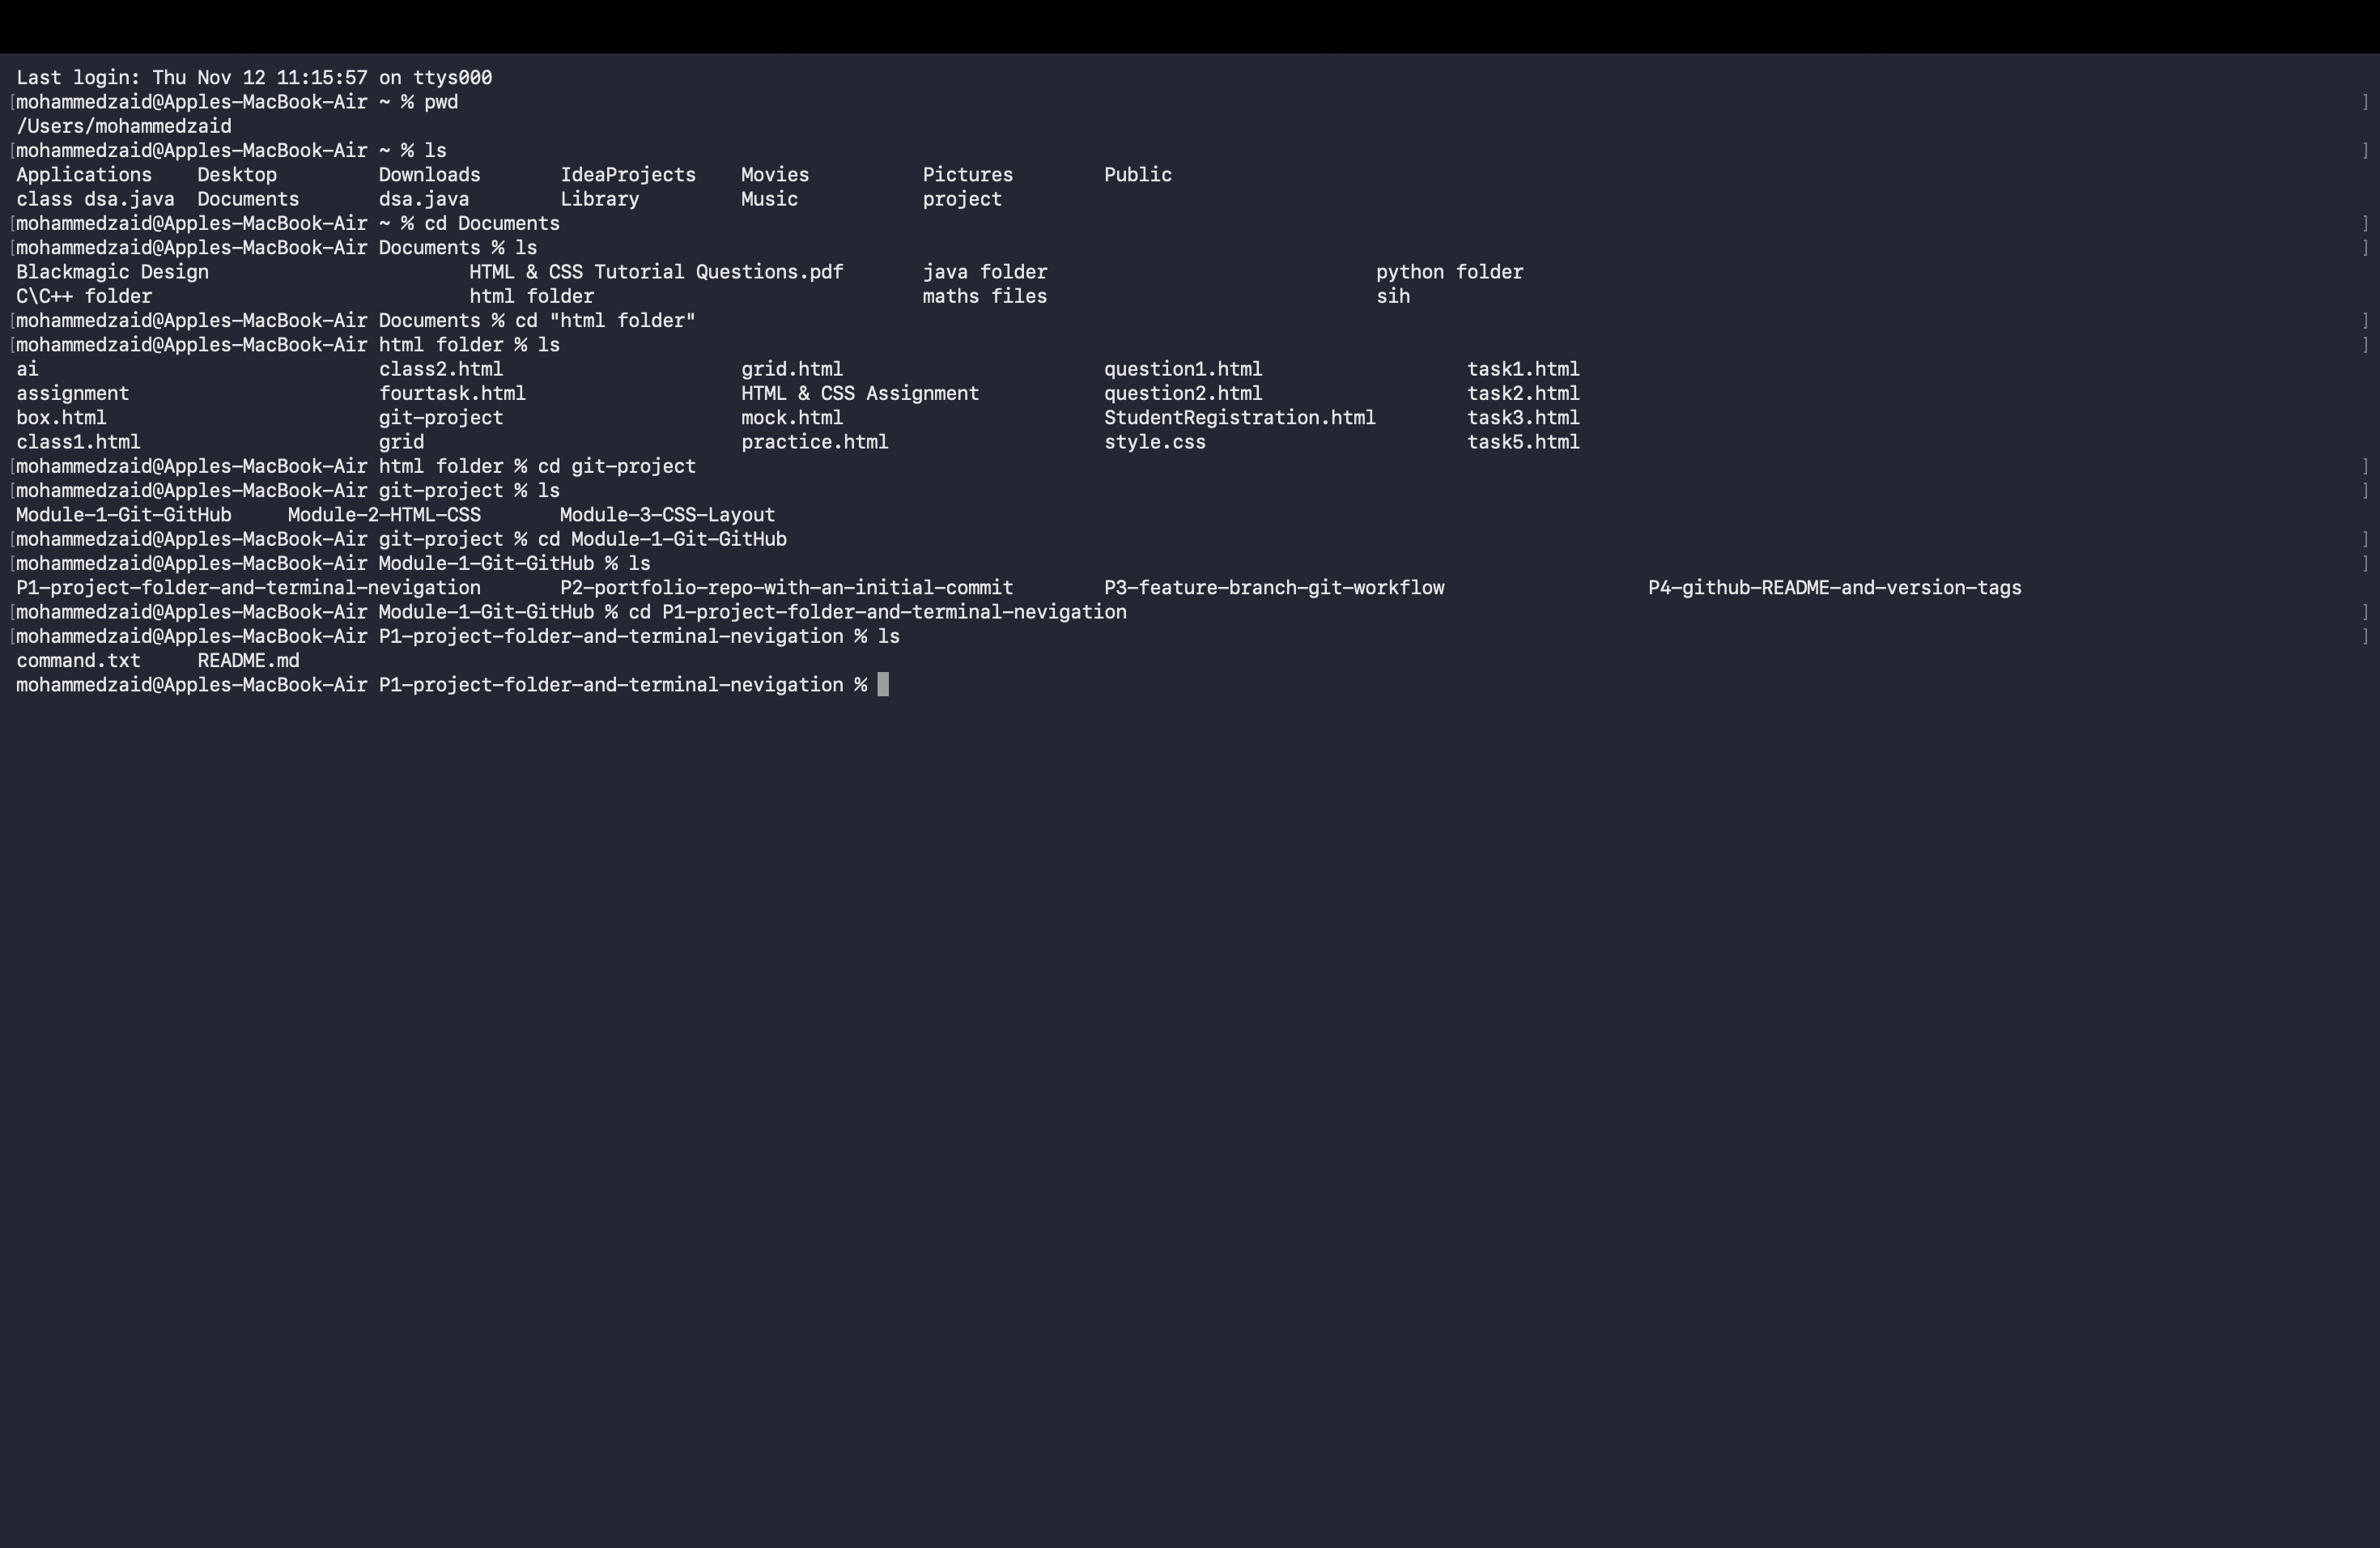 Last login: Thu Nov 12 11:15:57 on ttys000
[mohammedzaid@Apples-MacBook-Air ~ % pwd ]
/Users/mohammedzaid
[mohammedzaid@Apples-MacBook-Air ~ % ls ]
Applications Desktop Downloads IdeaProjects Movies Pictures Public
class dsa.java Documents dsa.java Library Music project
[mohammedzaid@Apples-MacBook-Air ~ % cd Documents ]
[mohammedzaid@Apples-MacBook-Air Documents % ls ]
Blackmagic Design HTML & CSS Tutorial Questions.pdf java folder python folder
C\C++ folder html folder maths files sih
[mohammedzaid@Apples-MacBook-Air Documents % cd "html folder" ]
[mohammedzaid@Apples-MacBook-Air html folder % ls ]
ai class2.html grid.html question1.html task1.html
assignment fourtask.html HTML & CSS Assignment question2.html task2.html
box.html git-project mock.html StudentRegistration.html task3.html
class1.html grid practice.html style.css task5.html
[mohammedzaid@Apples-MacBook-Air html folder % cd git-project ]
[mohammedzaid@Apples-MacBook-Air git-project % ls ]
Module-1-Git-GitHub Module-2-HTML-CSS Module-3-CSS-Layout
[mohammedzaid@Apples-MacBook-Air git-project % cd Module-1-Git-GitHub ]
[mohammedzaid@Apples-MacBook-Air Module-1-Git-GitHub % ls ]
P1-project-folder-and-terminal-nevigation P2-portfolio-repo-with-an-initial-commit P3-feature-branch-git-workflow P4-github-README-and-version-tags
[mohammedzaid@Apples-MacBook-Air Module-1-Git-GitHub % cd P1-project-folder-and-terminal-nevigation ]
[mohammedzaid@Apples-MacBook-Air P1-project-folder-and-terminal-nevigation % ls ]
command.txt README.md
mohammedzaid@Apples-MacBook-Air P1-project-folder-and-terminal-nevigation %